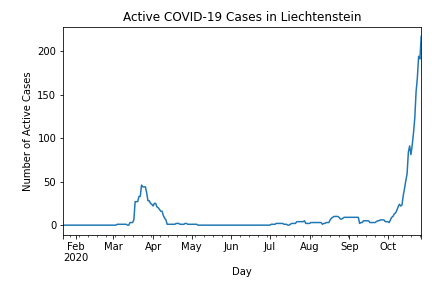 Active COVID-19 Cases in Liechtenstein
Number of Active Cases
200
150
100
50
0
Feb Mar Apr May Jun Jul Aug Sep Oct
2020
Day